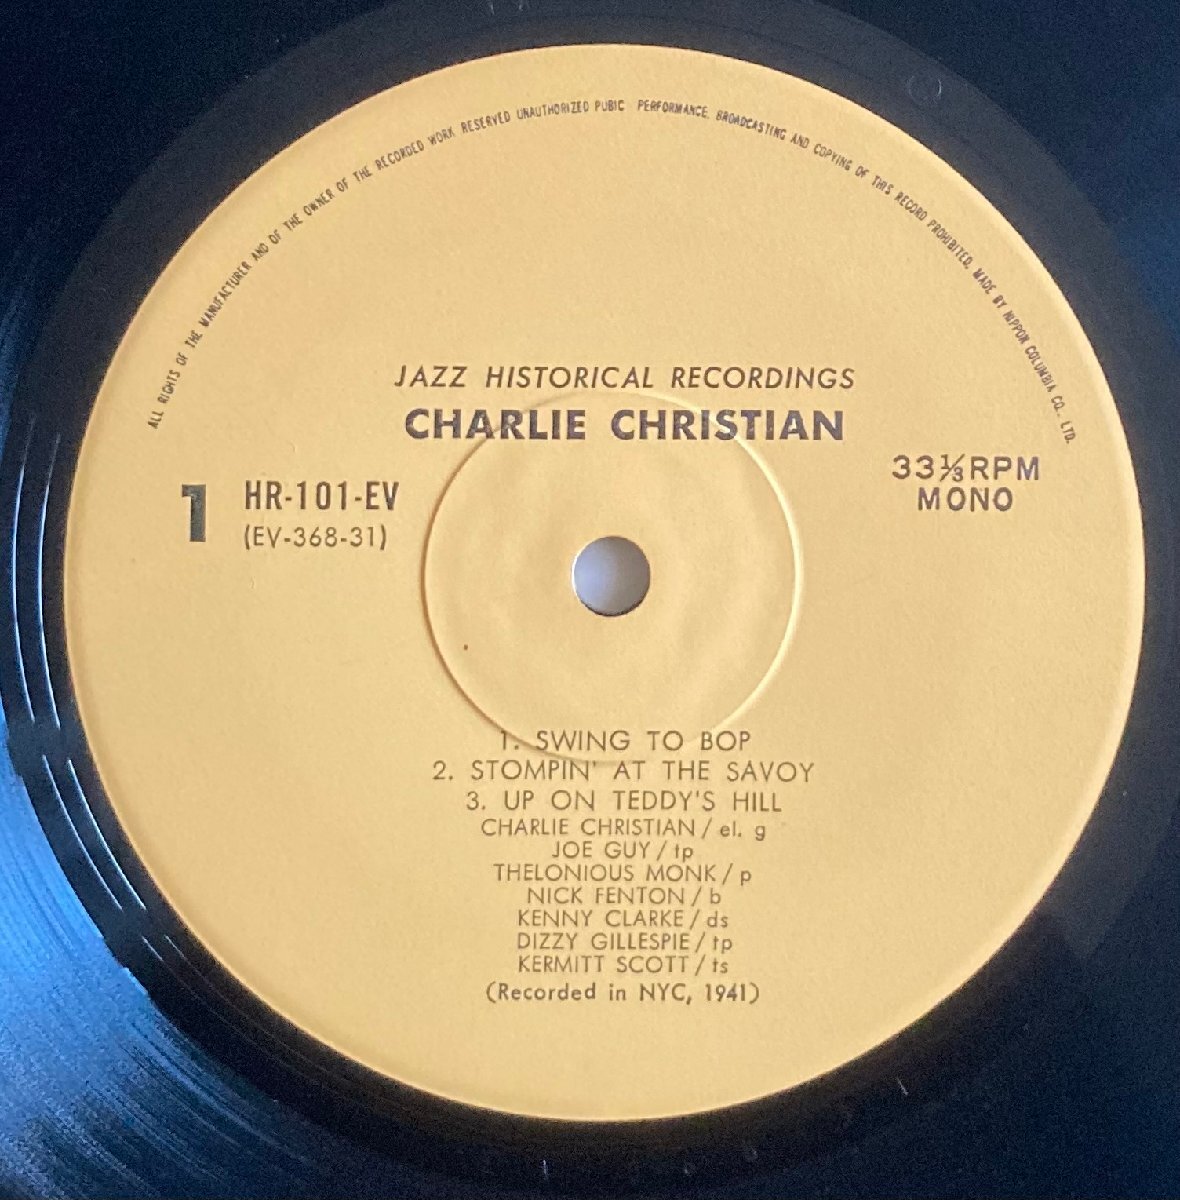 ALL RIGHTS OF THE MANUFACTURER AND OF THE OWNER OF THE RECORDED WORK RESERVED UNAUTHORIZED PUBIC PERFORMANCE, BROADCASTING AND COPYING OF THIS RECORD PROHIBITED. MADE BY NIPPON COLUMBIA CO., LTD.
JAZZ HISTORICAL RECORDINGS
CHARLIE CHRISTIAN
1 HR-101-EV
(EV-368-31)
33⅓RPM
MONO
1. SWING TO BOP
2. STOMPIN' AT THE SAVOY
3. UP ON TEDDY'S HILL
CHARLIE CHRISTIAN / el. g
JOE GUY / tp
THELONIOUS MONK / p
NICK FENTON / b
KENNY CLARKE / ds
DIZZY GILLESPIE / tp
KERMITT SCOTT / ts
(Recorded in NYC, 1941)